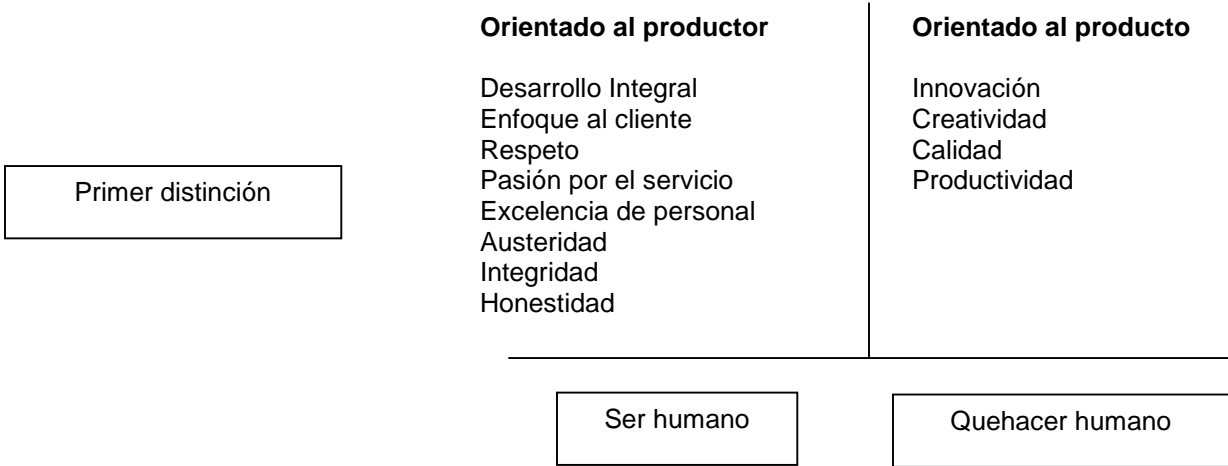 Primer distinción
Orientado al productor
Desarrollo Integral
Enfoque al cliente
Respeto
Pasión por el servicio
Excelencia de personal
Austeridad
Integridad
Honestidad
Orientado al producto
Innovación
Creatividad
Calidad
Productividad
Ser humano
Quehacer humano